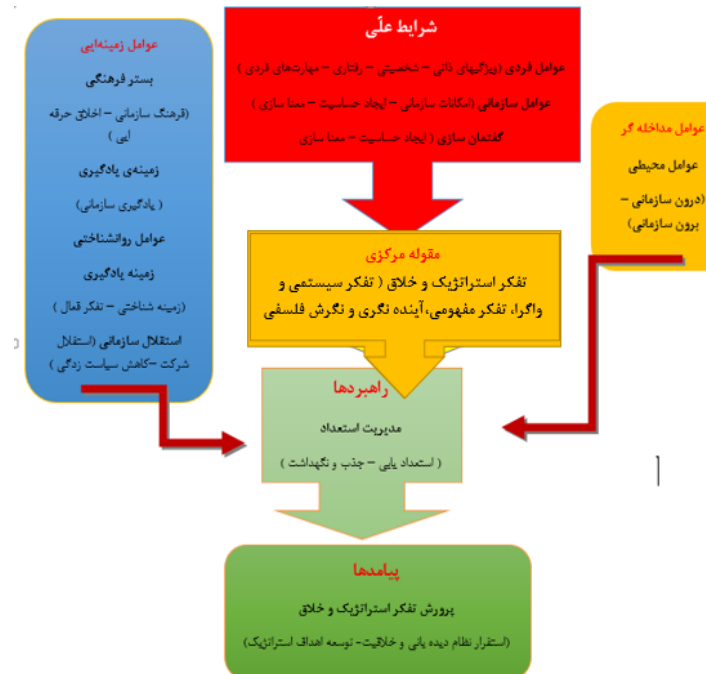 شرایط علّی
عوامل فردی (ویژگیهای ذاتی – شخصیتی – رفتاری – مهارت‌های فردی )
عوامل سازمانی (امکانات سازمانی – ایجاد حساسیت – معنا سازی )
گفتمان سازی ( ایجاد حساسیت – معنا سازی
عوامل مداخله گر
عوامل محیطی
(درون سازمانی –
برون سازمانی)
عوامل زمینه‌ایی
بستر فرهنگی
(فرهنگ سازمانی – اخلاق حرفه
ایی )
زمینه‌ی یادگیری
( یادگیری سازمانی)
عوامل روانشناختی
زمینه یادگیری
(زمینه شناختی – تفکر فعال )
استقلال سازمانی (استقلال
شرکت –کاهش سیاست زدگی )
مقوله مرکزی
تفکر استراتژیک و خلاق ( تفکر سیستمی و
واگرا، تفکر مفهومی،آینده نگری و نگرش فلسفی
راهبردها
مدیریت استعداد
( استعداد یابی – جذب و نگهداشت )
پیامدها
پرورش تفکر استراتژیک و خلاق
(استقرار نظام دیده بانی و خلاقیت- توسعه اهداف استراتژیک)